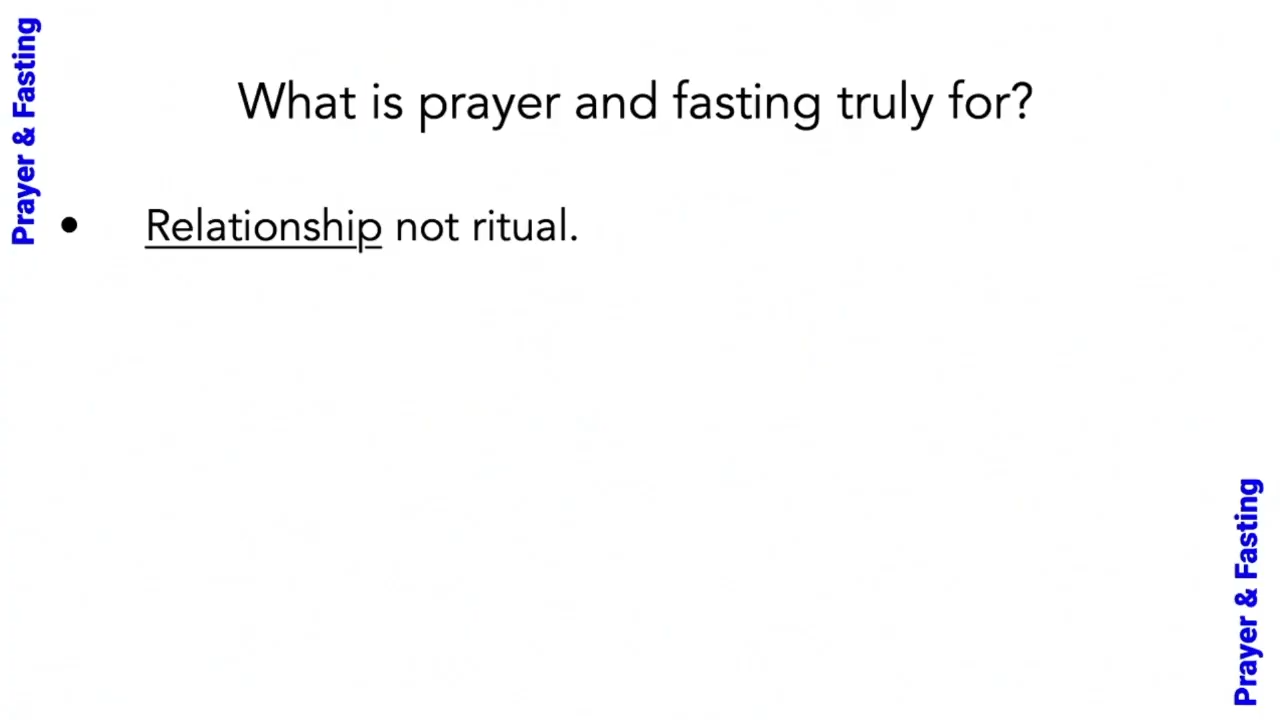 Prayer & Fasting
What is prayer and fasting truly for?
• Relationship not ritual.
Prayer & Fasting